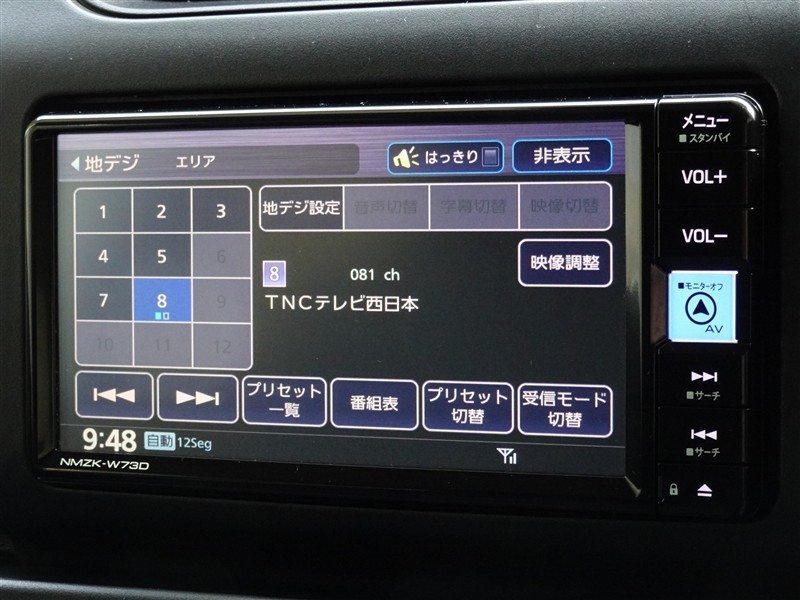 地デジ エリア はっきり 非表示
1 2 3
4 5 6
7 8 9
10 11 12
地デジ設定 音声切替 字幕切替 映像切替
映像調整
8 081 ch
TNCテレビ西日本
プリセット
一覧
番組表
プリセット
切替
受信モード
切替
9:48 自動 12Seg
NMZK-W73D
メニュー
スタンバイ
VOL+
VOL−
モニターオフ
AV
サーチ
サーチ